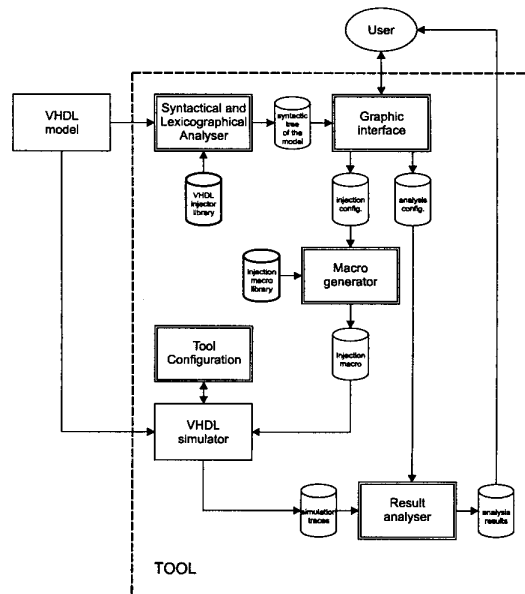 User
VHDL
model
Syntactical and
Lexicographical
Analyser
syntactic
tree
of the
model
Graphic
interface
VHDL
injector
library
injection
config.
analysis
config.
injection
macro
library
Macro
generator
Tool
Configuration
injection
macro
VHDL
simulator
simulation
traces
Result
analyser
analysis
results
TOOL